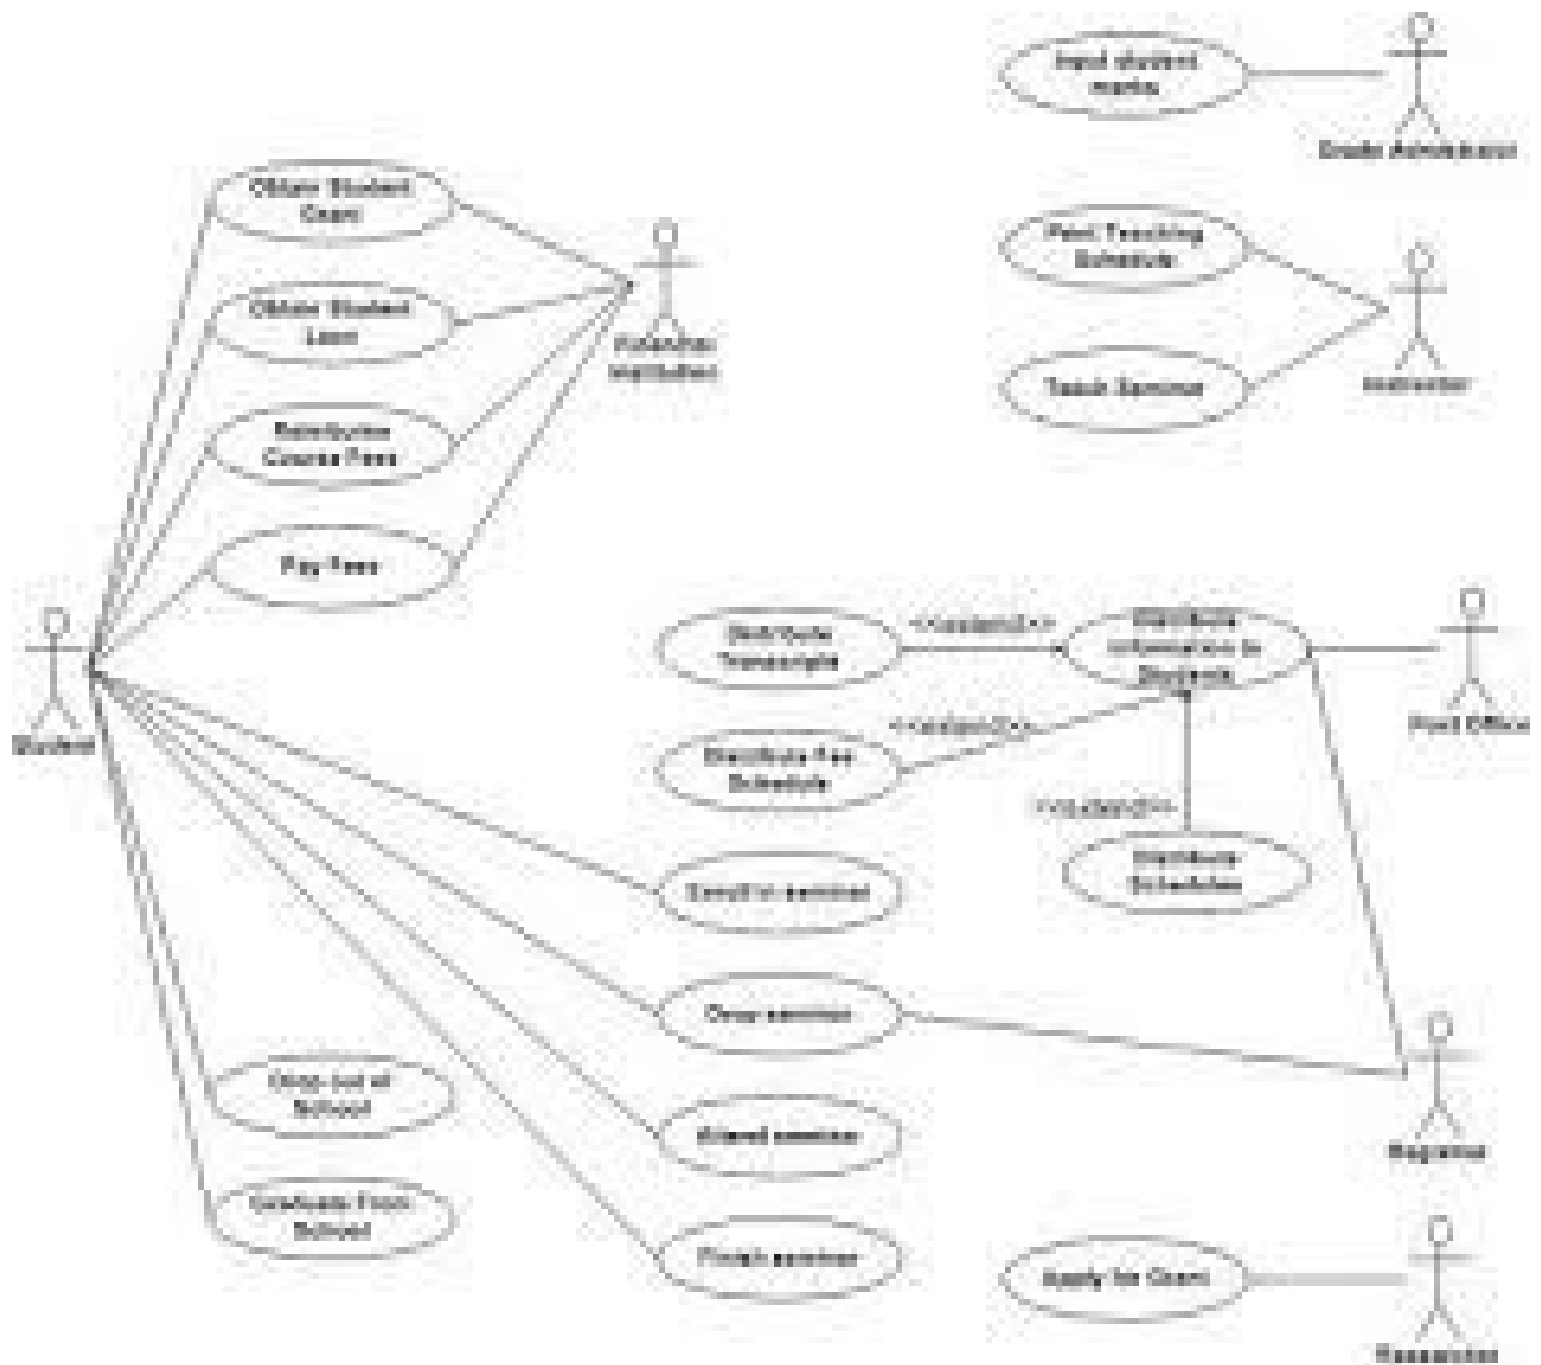 Input student
marks
Grade Administrator
Obtain Student
Grant
Obtain Student
Loan
Financial
Institution
Teaching
Schedule
Teach Seminar
Instructor
Reimburse
Course Fees
Pay Fees
Student
Distribute
Transcripts
<<extend>>
Distribute
Information to
Students
Post Office
Distribute Fee
Schedule
<<extend>>
<<extend>>
Distribute
Schedules
Enroll in seminar
Drop seminar
Registrar
Drop out of
School
Attend seminar
Graduate From
School
Finish seminar
Apply for Grant
Researcher